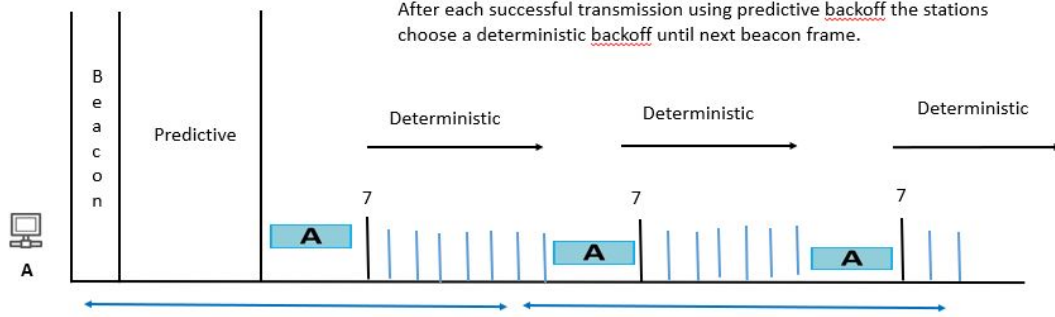 After each successful transmission using predictive backoff the stations
choose a deterministic backoff until next beacon frame.
Beacon
Predictive
Deterministic
Deterministic
Deterministic
7
7
7
A
A
A
A